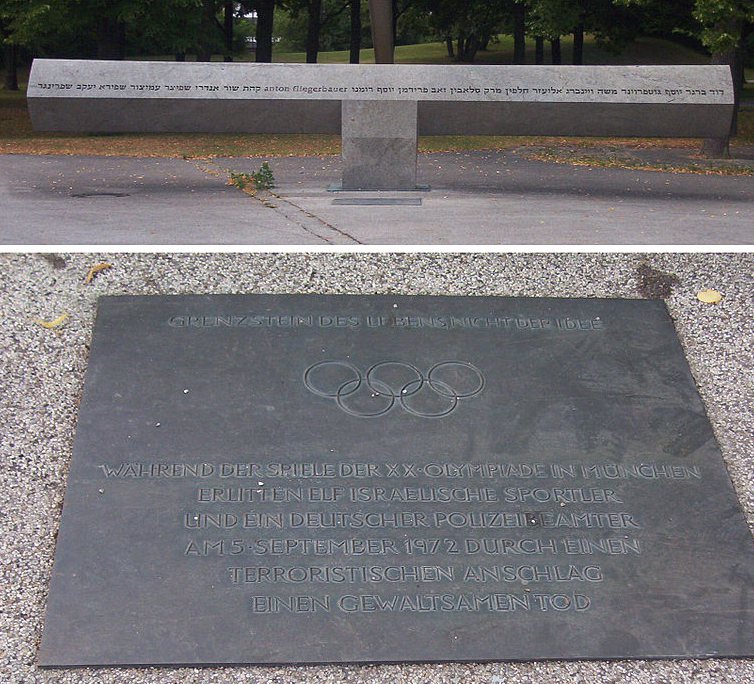 דוד ברגר יוסף גוטפרוינד משה ויינברג אליעזר חלפין מרק סלאבין זאב פרידמן יוסף רומנו anton fliegerbauer קהת שור אנדרי שפיצר עמיצור שפירא יעקב שפרינגר
GRENZSTEIN DES LEBENS NICHT DER IDEE
WÄHREND DER SPIELE DER XX·OLYMPIADE IN MÜNCHEN
ERLITTEN ELF ISRAELISCHE SPORTLER
UND EIN DEUTSCHER POLIZEIBEAMTER
AM 5·SEPTEMBER 1972 DURCH EINEN
TERRORISTISCHEN ANSCHLAG
EINEN GEWALTSAMEN TOD